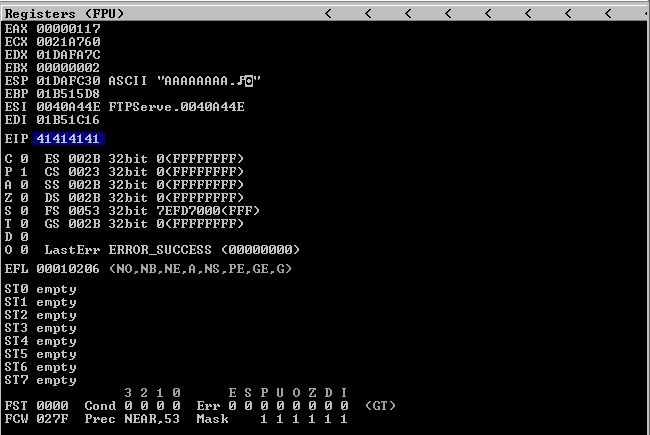 Registers (FPU) < < < < < < < <
EAX 00000117
ECX 0021A760
EDX 01DAFA7C
EBX 00000002
ESP 01DAFC30 ASCII "AAAAAAAA.♪◘"
EBP 01B515D8
ESI 0040A44E FTPServe.0040A44E
EDI 01B51C16
EIP 41414141
C 0 ES 002B 32bit 0(FFFFFFFF)
P 1 CS 0023 32bit 0(FFFFFFFF)
A 0 SS 002B 32bit 0(FFFFFFFF)
Z 0 DS 002B 32bit 0(FFFFFFFF)
S 0 FS 0053 32bit 7EFD7000(FFF)
T 0 GS 002B 32bit 0(FFFFFFFF)
D 0
O 0 LastErr ERROR_SUCCESS (00000000)
EFL 00010206 (NO,NB,NE,A,NS,PE,GE,G)
ST0 empty
ST1 empty
ST2 empty
ST3 empty
ST4 empty
ST5 empty
ST6 empty
ST7 empty
3 2 1 0 E S P U O Z D I
FST 0000 Cond 0 0 0 0 Err 0 0 0 0 0 0 0 0 (GT)
FCW 027F Prec NEAR,53 Mask 1 1 1 1 1 1